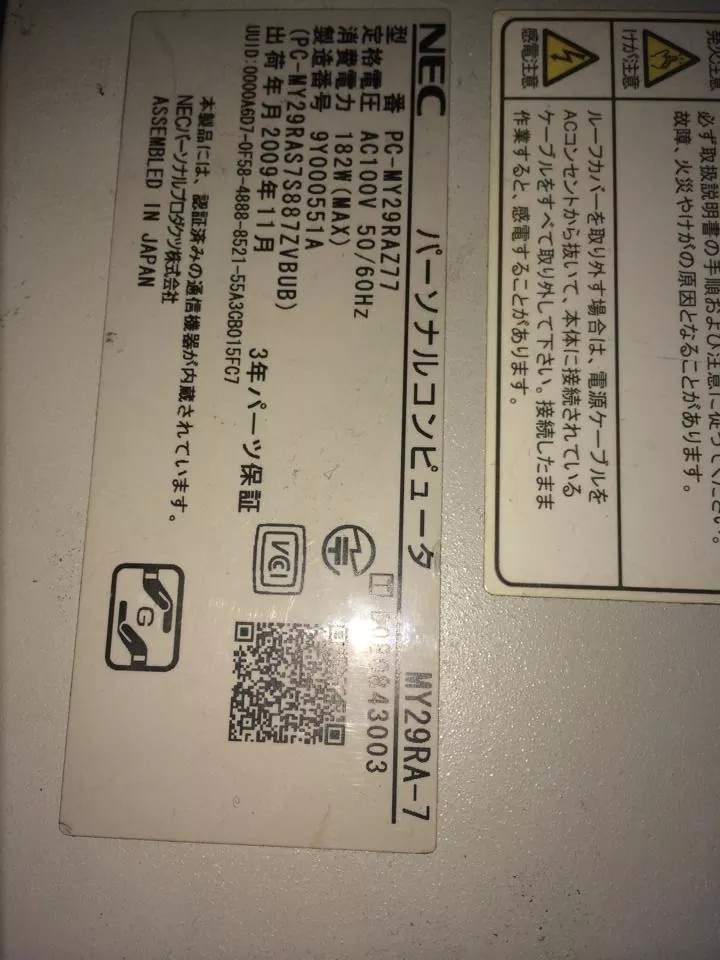 NEC パーソナルコンピュータ MY29RA-7
型 番 PC-MY29RAZ77
定格電圧 AC100V 50/60Hz
消費電力 182W(MAX)
製造番号 9Y000551A
(PC-MY29RAS7S887ZVBUB)
出荷年月 2009年11月 3年パーツ保証
UUID:0000A6D7-0F58-4888-8521-55A3CB015FC7
本製品には、認証済みの通信機器が内蔵されています。
NECパーソナルプロダクツ株式会社
ASSEMBLED IN JAPAN
T 843003
VCI
G
けが注意
必ず取扱説明書の手順および注意に従ってください。
故障、火災やけがの原因となることがあります。
感電注意
ルーフカバーを取り外す場合は、電源ケーブルを
ACコンセントから抜いて、本体に接続されている
ケーブルをすべて取り外して下さい。接続したまま
作業すると、感電することがあります。